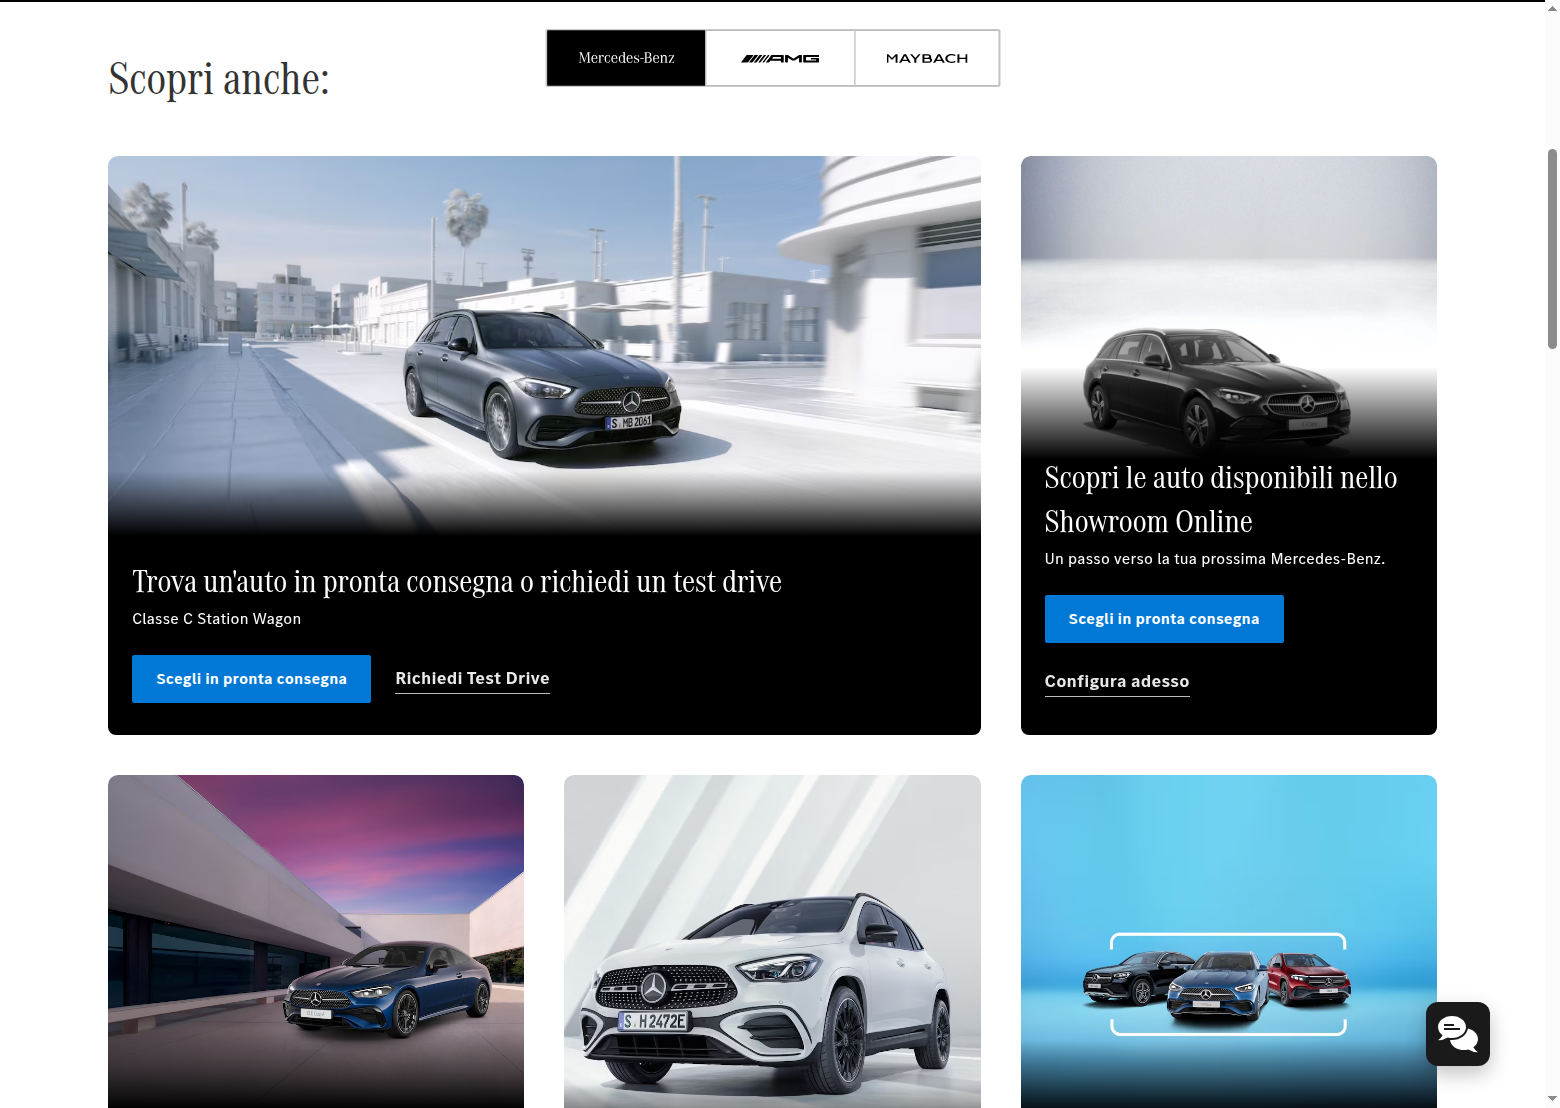 Scopri anche:
Mercedes-Benz
AMG
MAYBACH
S MB 2061
Trova un'auto in pronta consegna o richiedi un test drive
Classe C Station Wagon
Scegli in pronta consegna
Richiedi Test Drive
Scopri le auto disponibili nello
Showroom Online
Un passo verso la tua prossima Mercedes-Benz.
Scegli in pronta consegna
Configura adesso
S H 2472E